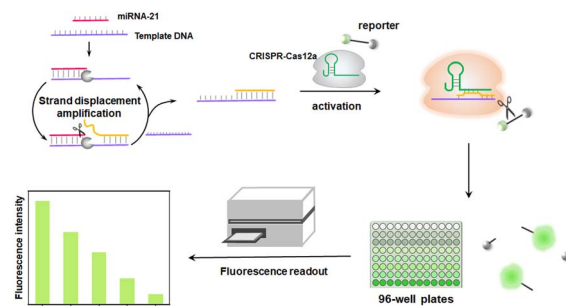 miRNA-21
Template DNA
Strand displacement
amplification
reporter
CRISPR-Cas12a
activation
Fluorescence intensity
Fluorescence readout
96-well plates